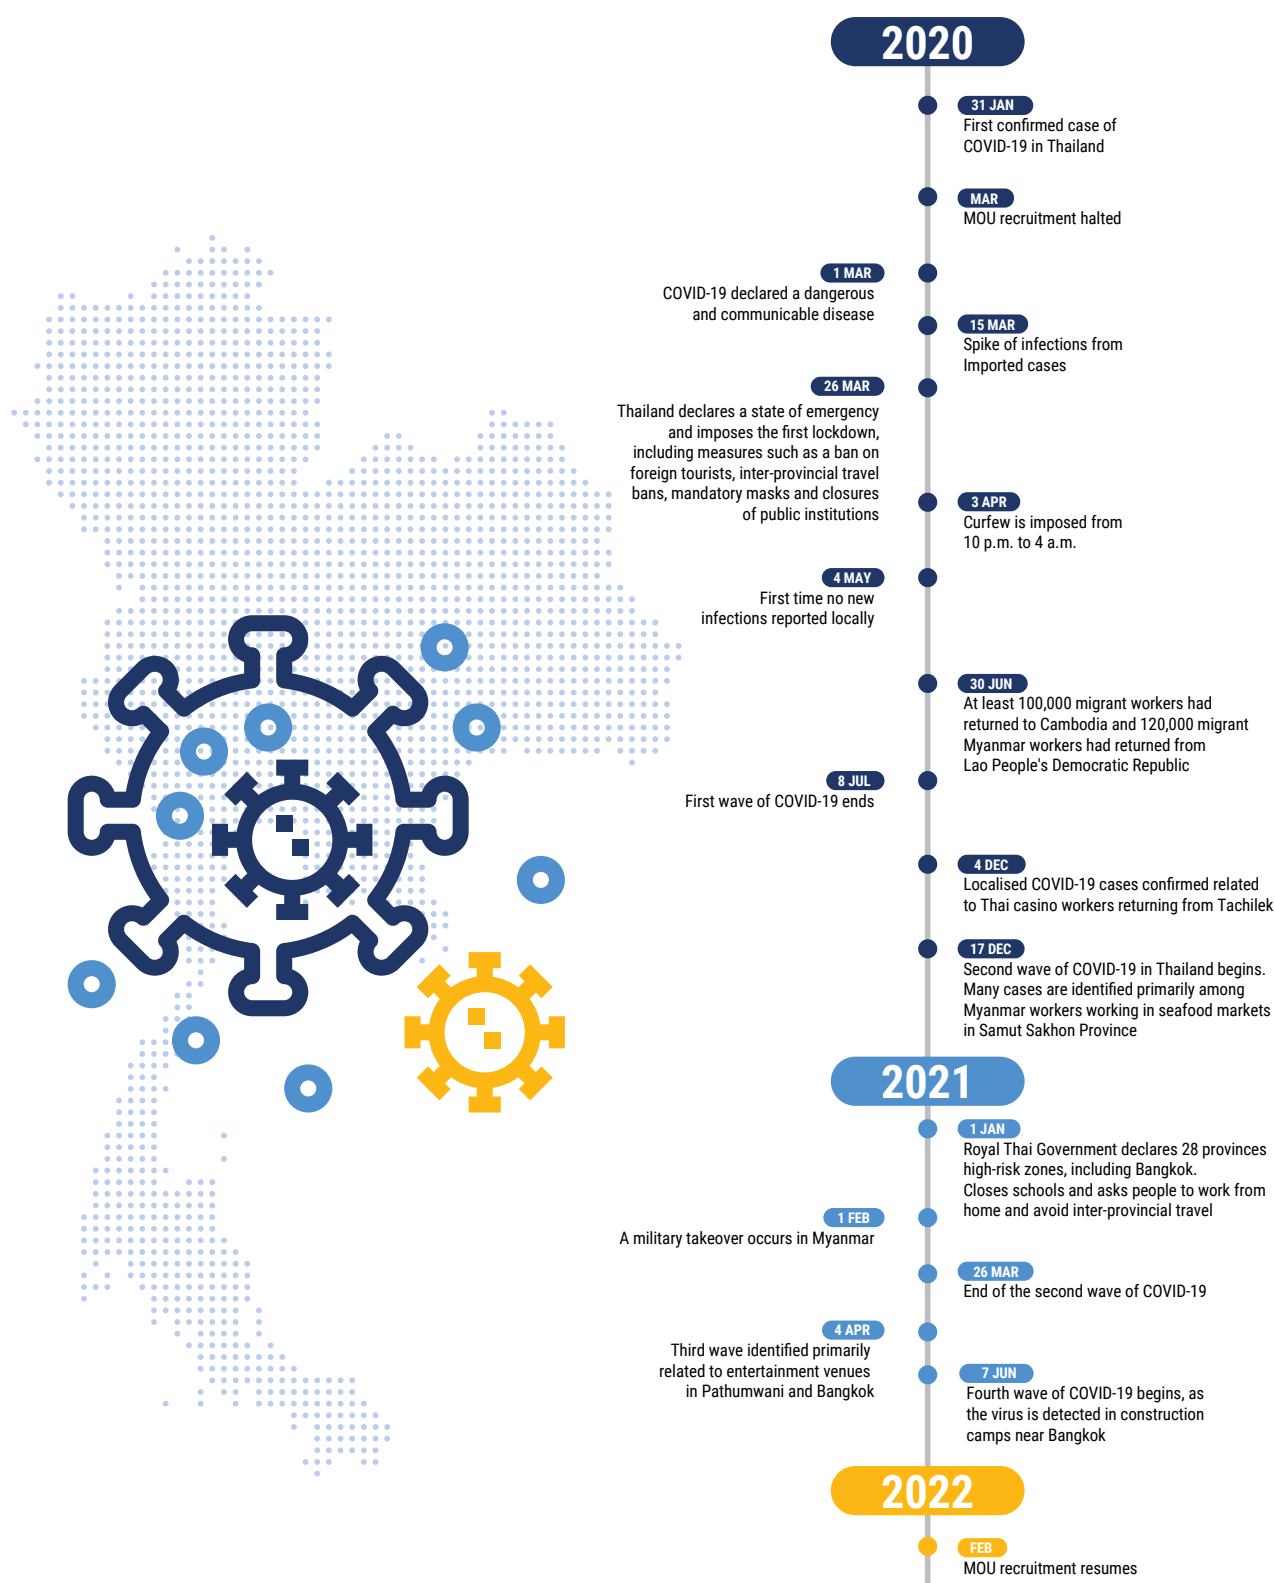 2020
31 JAN
First confirmed case of
COVID-19 in Thailand
MAR
MOU recruitment halted
1 MAR
COVID-19 declared a dangerous
and communicable disease
15 MAR
Spike of infections from
Imported cases
26 MAR
Thailand declares a state of emergency
and imposes the first lockdown,
including measures such as a ban on
foreign tourists, inter-provincial travel
bans, mandatory masks and closures
of public institutions
3 APR
Curfew is imposed from
10 p.m. to 4 a.m.
4 MAY
First time no new
infections reported locally
30 JUN
At least 100,000 migrant workers had
returned to Cambodia and 120,000 migrant
Myanmar workers had returned from
Lao People's Democratic Republic
8 JUL
First wave of COVID-19 ends
4 DEC
Localised COVID-19 cases confirmed related
to Thai casino workers returning from Tachilek
17 DEC
Second wave of COVID-19 in Thailand begins.
Many cases are identified primarily among
Myanmar workers working in seafood markets
in Samut Sakhon Province
2021
1 JAN
Royal Thai Government declares 28 provinces
high-risk zones, including Bangkok.
Closes schools and asks people to work from
home and avoid inter-provincial travel
1 FEB
A military takeover occurs in Myanmar
26 MAR
End of the second wave of COVID-19
4 APR
Third wave identified primarily
related to entertainment venues
in Pathumwani and Bangkok
7 JUN
Fourth wave of COVID-19 begins, as
the virus is detected in construction
camps near Bangkok
2022
FEB
MOU recruitment resumes